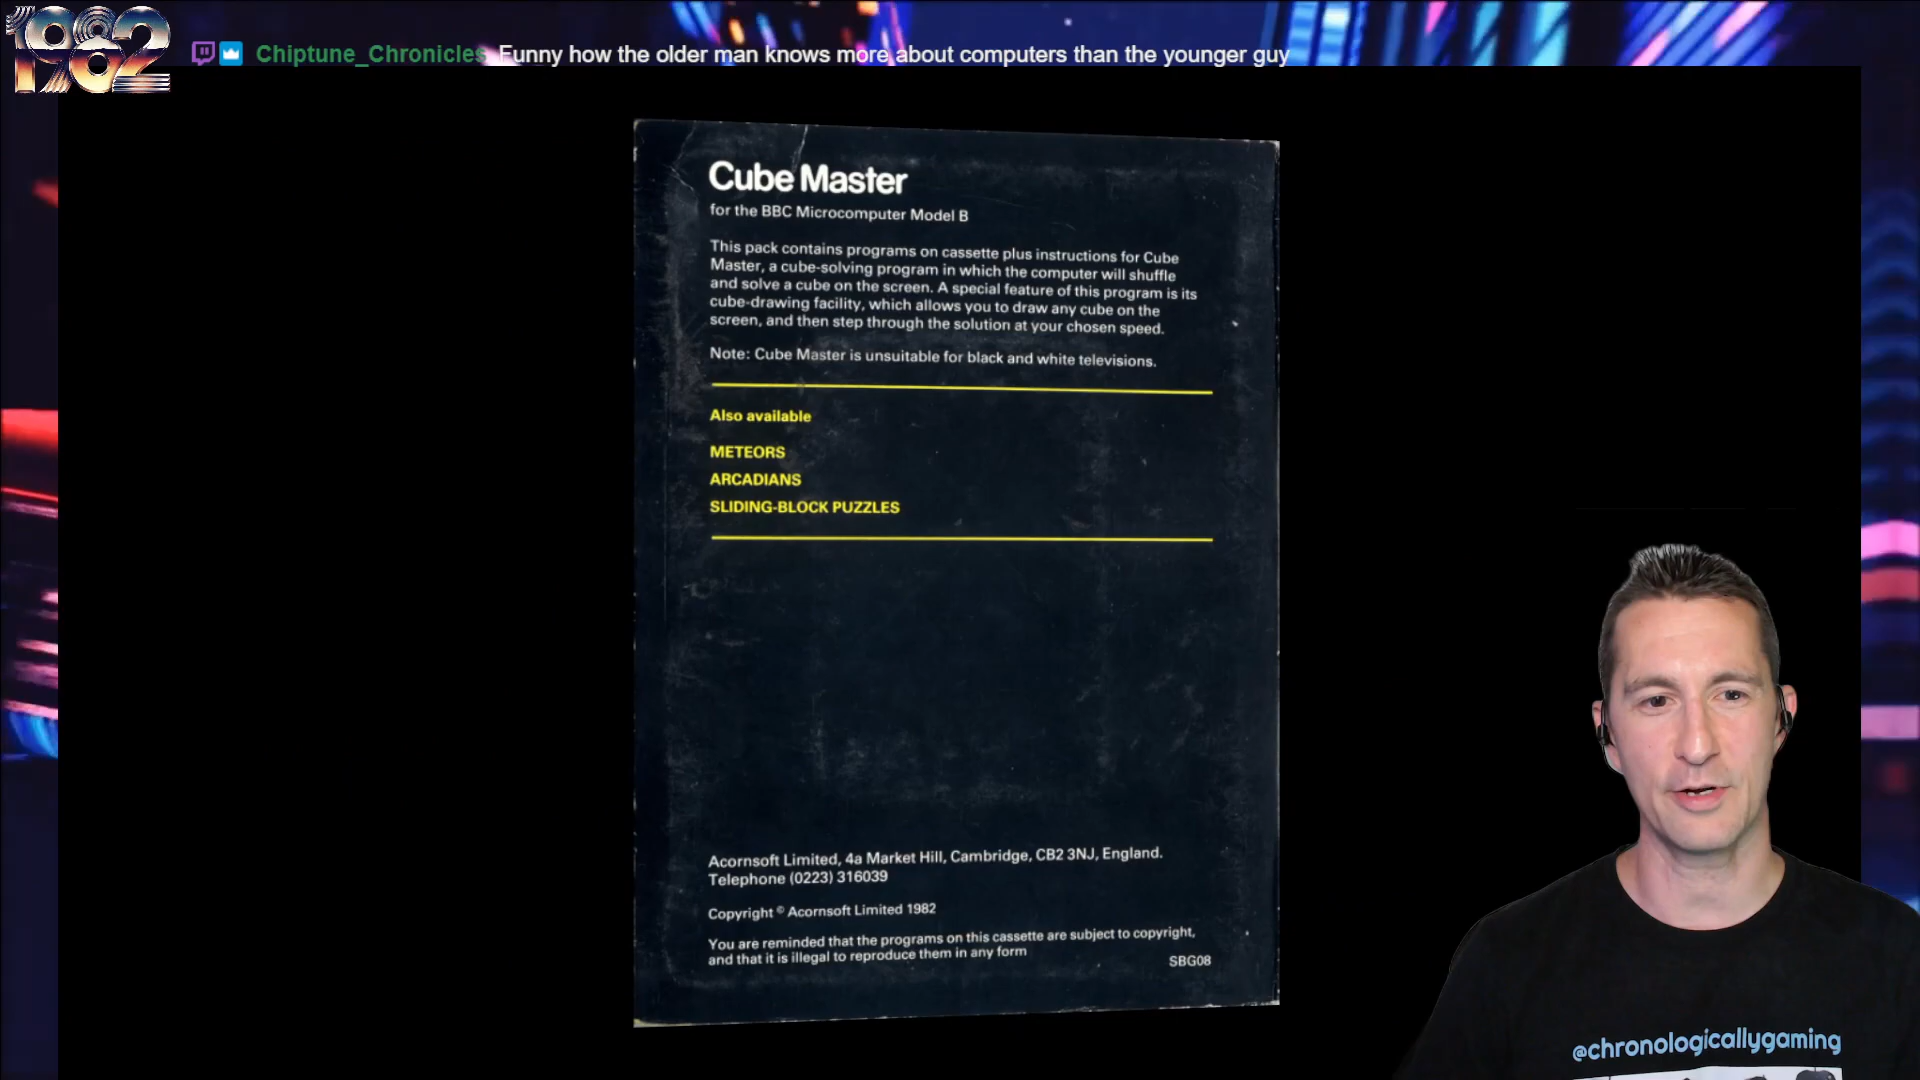 1982
Chiptune_Chronicles Funny how the older man knows more about computers than the younger guy
Cube Master
for the BBC Microcomputer Model B
This pack contains programs on cassette plus instructions for Cube
Master, a cube-solving program in which the computer will shuffle
and solve a cube on the screen. A special feature of this program is its
cube-drawing facility, which allows you to draw any cube on the
screen, and then step through the solution at your chosen speed.
Note: Cube Master is unsuitable for black and white televisions.
Also available
METEORS
ARCADIANS
SLIDING-BLOCK PUZZLES
Acornsoft Limited, 4a Market Hill, Cambridge, CB2 3NJ, England.
Telephone (0223) 316039
Copyright © Acornsoft Limited 1982
You are reminded that the programs on this cassette are subject to copyright,
and that it is illegal to reproduce them in any form
SBG08
@chronologicallygaming